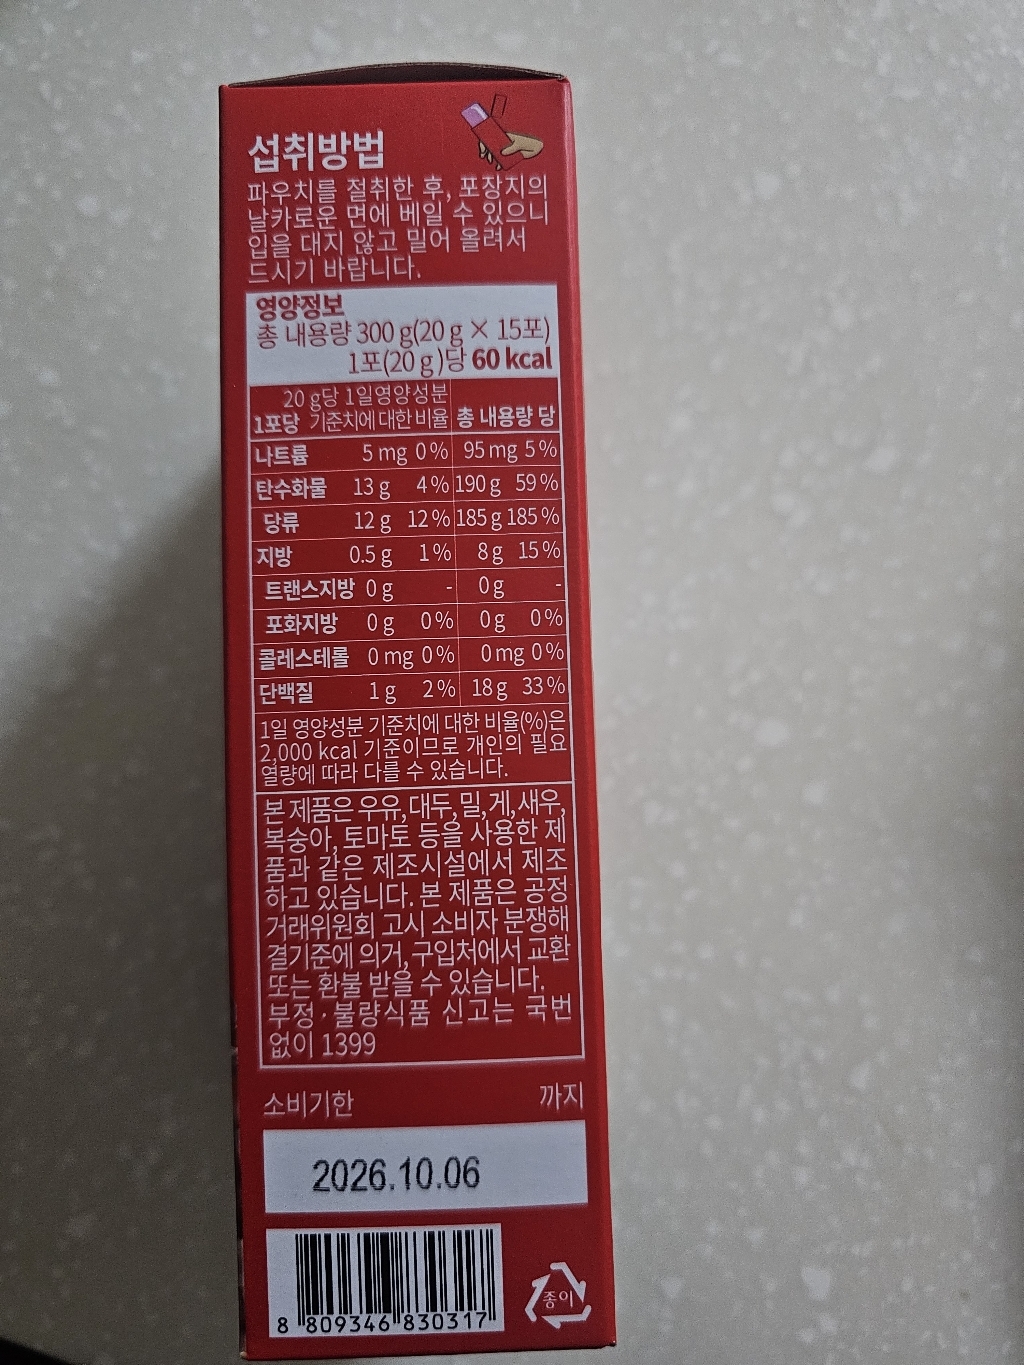 섭취방법
파우치를 절취한 후, 포장지의
날카로운 면에 베일 수 있으니
입을 대지 않고 밀어 올려서
드시기 바랍니다.
영양정보
총 내용량 300 g(20 g × 15포)
1포(20 g)당 60 kcal
20 g당 1일영양성분
1포당 기준치에 대한 비율 총 내용량 당
나트륨 5 mg 0 % 95 mg 5 %
탄수화물 13 g 4 % 190 g 59 %
당류 12 g 12 % 185 g 185 %
지방 0.5 g 1 % 8 g 15 %
트랜스지방 0 g - 0 g -
포화지방 0 g 0 % 0 g 0 %
콜레스테롤 0 mg 0 % 0 mg 0 %
단백질 1 g 2 % 18 g 33 %
1일 영양성분 기준치에 대한 비율(%)은
2,000 kcal 기준이므로 개인의 필요
열량에 따라 다를 수 있습니다.
본 제품은 우유, 대두, 밀, 게, 새우,
복숭아, 토마토 등을 사용한 제
품과 같은 제조시설에서 제조
하고 있습니다. 본 제품은 공정
거래위원회 고시 소비자 분쟁해
결기준에 의거, 구입처에서 교환
또는 환불 받을 수 있습니다.
부정 · 불량식품 신고는 국번
없이 1399
소비기한 까지
2026.10.06
8 809346 830317
종이